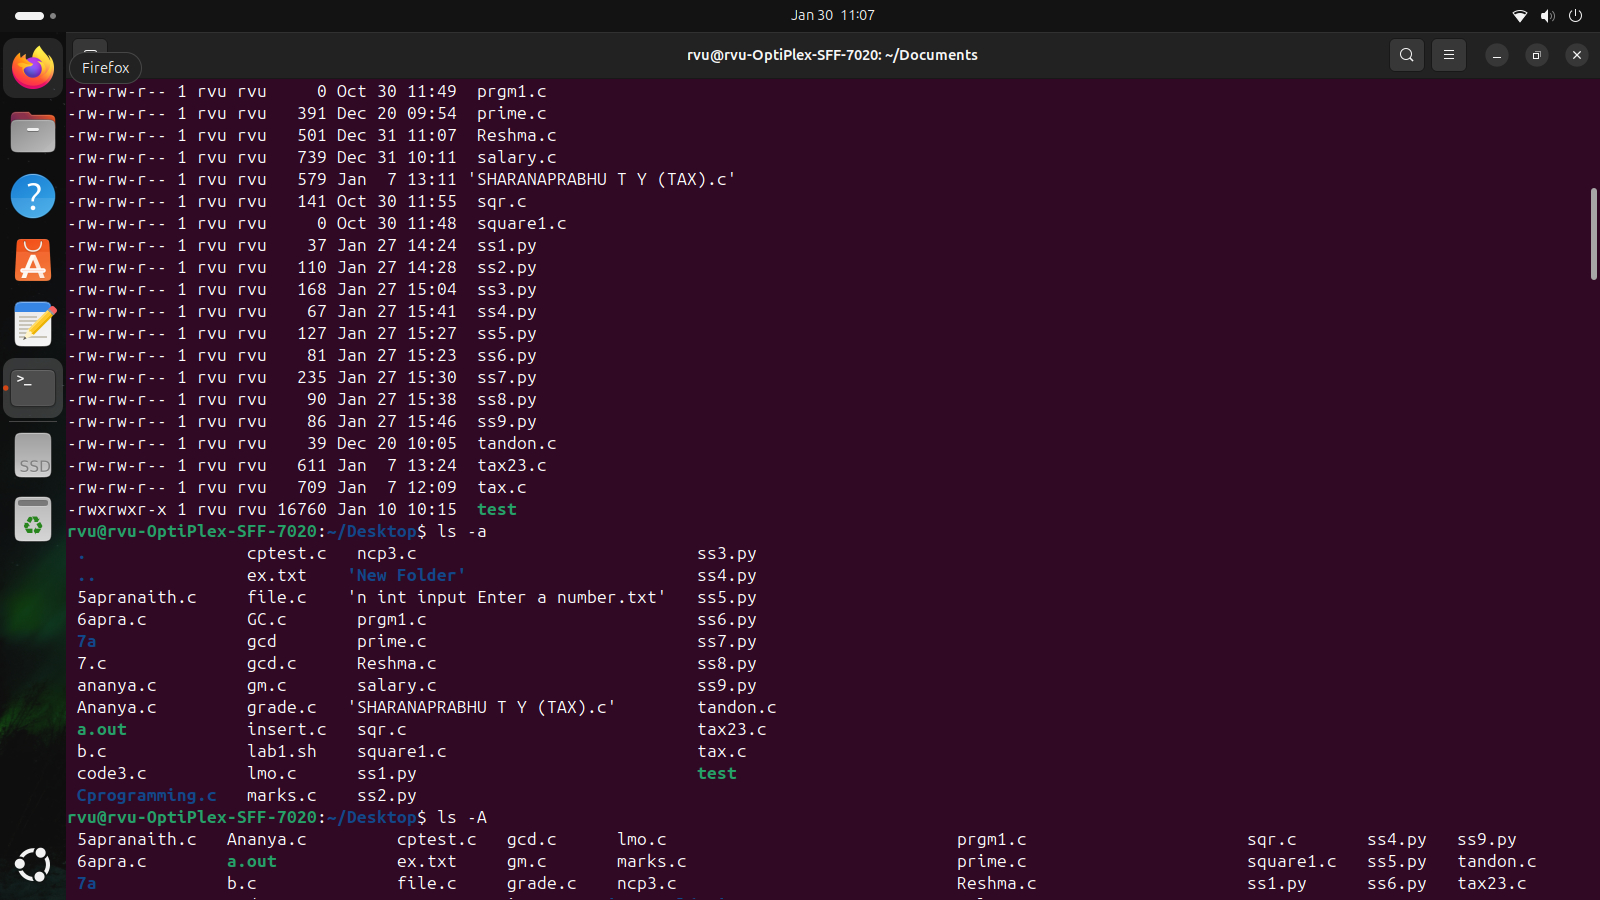 Jan 30 11:07
rvu@rvu-OptiPlex-SFF-7020: ~/Documents
Firefox
-rw-rw-r-- 1 rvu rvu     0 Oct 30 11:49  prgm1.c
-rw-rw-r-- 1 rvu rvu   391 Dec 20 09:54  prime.c
-rw-rw-r-- 1 rvu rvu   501 Dec 31 11:07  Reshma.c
-rw-rw-r-- 1 rvu rvu   739 Dec 31 10:11  salary.c
-rw-rw-r-- 1 rvu rvu   579 Jan  7 13:11 'SHARANAPRABHU T Y (TAX).c'
-rw-rw-r-- 1 rvu rvu   141 Oct 30 11:55  sqr.c
-rw-rw-r-- 1 rvu rvu     0 Oct 30 11:48  square1.c
-rw-rw-r-- 1 rvu rvu    37 Jan 27 14:24  ss1.py
-rw-rw-r-- 1 rvu rvu   110 Jan 27 14:28  ss2.py
-rw-rw-r-- 1 rvu rvu   168 Jan 27 15:04  ss3.py
-rw-rw-r-- 1 rvu rvu    67 Jan 27 15:41  ss4.py
-rw-rw-r-- 1 rvu rvu   127 Jan 27 15:27  ss5.py
-rw-rw-r-- 1 rvu rvu    81 Jan 27 15:23  ss6.py
-rw-rw-r-- 1 rvu rvu   235 Jan 27 15:30  ss7.py
-rw-rw-r-- 1 rvu rvu    90 Jan 27 15:38  ss8.py
-rw-rw-r-- 1 rvu rvu    86 Jan 27 15:46  ss9.py
-rw-rw-r-- 1 rvu rvu    39 Dec 20 10:05  tandon.c
-rw-rw-r-- 1 rvu rvu   611 Jan  7 13:24  tax23.c
-rw-rw-r-- 1 rvu rvu   709 Jan  7 12:09  tax.c
-rwxrwxr-x 1 rvu rvu 16760 Jan 10 10:15  test
rvu@rvu-OptiPlex-SFF-7020:~/Desktop$ ls -a
.  cptest.c  ncp3.c  ss3.py
..  ex.txt  'New Folder'  ss4.py
5apranaith.c  file.c  'n int input Enter a number.txt'  ss5.py
6apra.c  GC.c  prgm1.c  ss6.py
7a  gcd  prime.c  ss7.py
7.c  gcd.c  Reshma.c  ss8.py
ananya.c  gm.c  salary.c  ss9.py
Ananya.c  grade.c  'SHARANAPRABHU T Y (TAX).c'  tandon.c
a.out  insert.c  sqr.c  tax23.c
b.c  lab1.sh  square1.c  tax.c
code3.c  lmo.c  ss1.py  test
Cprogramming.c  marks.c  ss2.py
rvu@rvu-OptiPlex-SFF-7020:~/Desktop$ ls -A
5apranaith.c  Ananya.c  cptest.c  gcd.c  lmo.c  prgm1.c  sqr.c  ss4.py  ss9.py
6apra.c  a.out  ex.txt  gm.c  marks.c  prime.c  square1.c  ss5.py  tandon.c
7a  b.c  file.c  grade.c  ncp3.c  Reshma.c  ss1.py  ss6.py  tax23.c
SSD